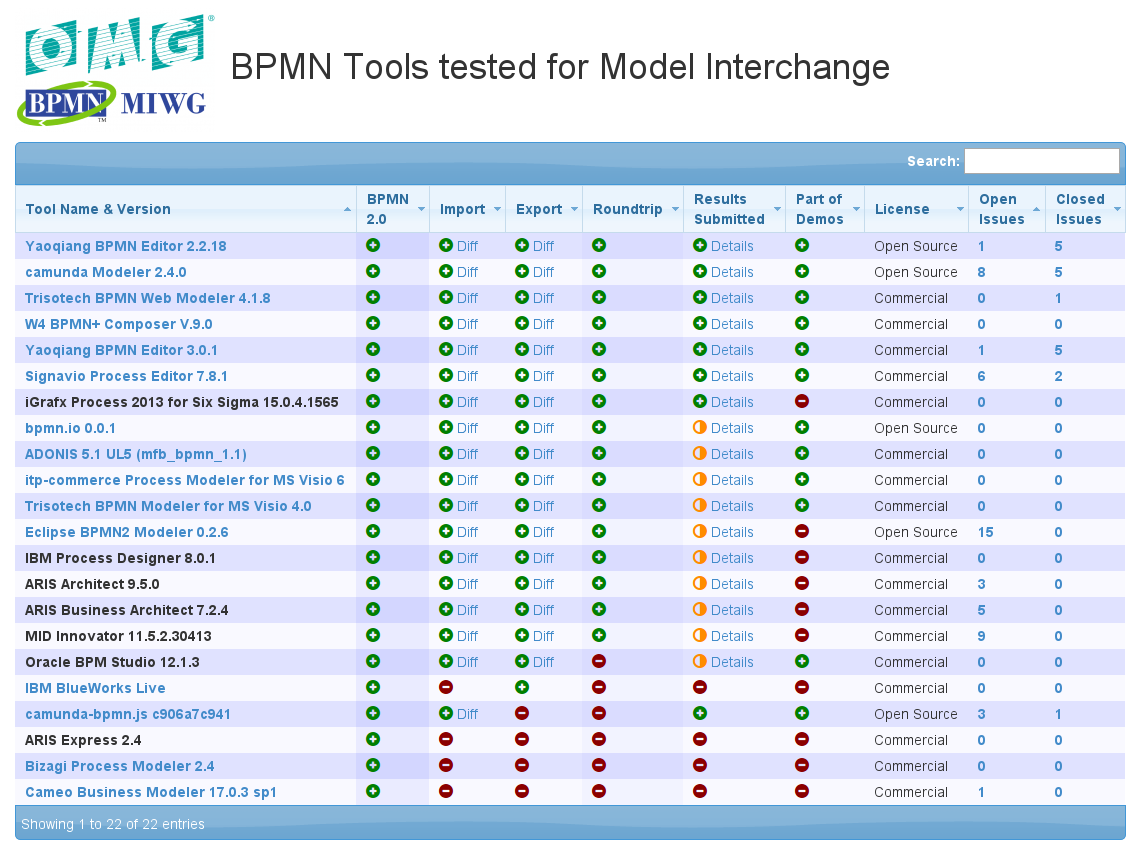 OMG®
BPMN MIWG
TM
BPMN Tools tested for Model Interchange
Search:
Tool Name & Version BPMN 2.0 Import Export Roundtrip Results Submitted Part of Demos License Open Issues Closed Issues
Yaoqiang BPMN Editor 2.2.18 Diff Diff Details Open Source 1 5
camunda Modeler 2.4.0 Diff Diff Details Open Source 8 5
Trisotech BPMN Web Modeler 4.1.8 Diff Diff Details Commercial 0 1
W4 BPMN+ Composer V.9.0 Diff Diff Details Commercial 0 0
Yaoqiang BPMN Editor 3.0.1 Diff Diff Details Commercial 1 5
Signavio Process Editor 7.8.1 Diff Diff Details Commercial 6 2
iGrafx Process 2013 for Six Sigma 15.0.4.1565 Diff Diff Details Commercial 0 0
bpmn.io 0.0.1 Diff Diff Details Open Source 0 0
ADONIS 5.1 UL5 (mfb_bpmn_1.1) Diff Diff Details Commercial 0 0
itp-commerce Process Modeler for MS Visio 6 Diff Diff Details Commercial 0 0
Trisotech BPMN Modeler for MS Visio 4.0 Diff Diff Details Commercial 0 0
Eclipse BPMN2 Modeler 0.2.6 Diff Diff Details Open Source 15 0
IBM Process Designer 8.0.1 Diff Diff Details Commercial 0 0
ARIS Architect 9.5.0 Diff Diff Details Commercial 3 0
ARIS Business Architect 7.2.4 Diff Diff Details Commercial 5 0
MID Innovator 11.5.2.30413 Diff Diff Details Commercial 9 0
Oracle BPM Studio 12.1.3 Diff Diff Details Commercial 0 0
IBM BlueWorks Live Commercial 0 0
camunda-bpmn.js c906a7c941 Diff Open Source 3 1
ARIS Express 2.4 Commercial 0 0
Bizagi Process Modeler 2.4 Commercial 0 0
Cameo Business Modeler 17.0.3 sp1 Commercial 1 0
Showing 1 to 22 of 22 entries